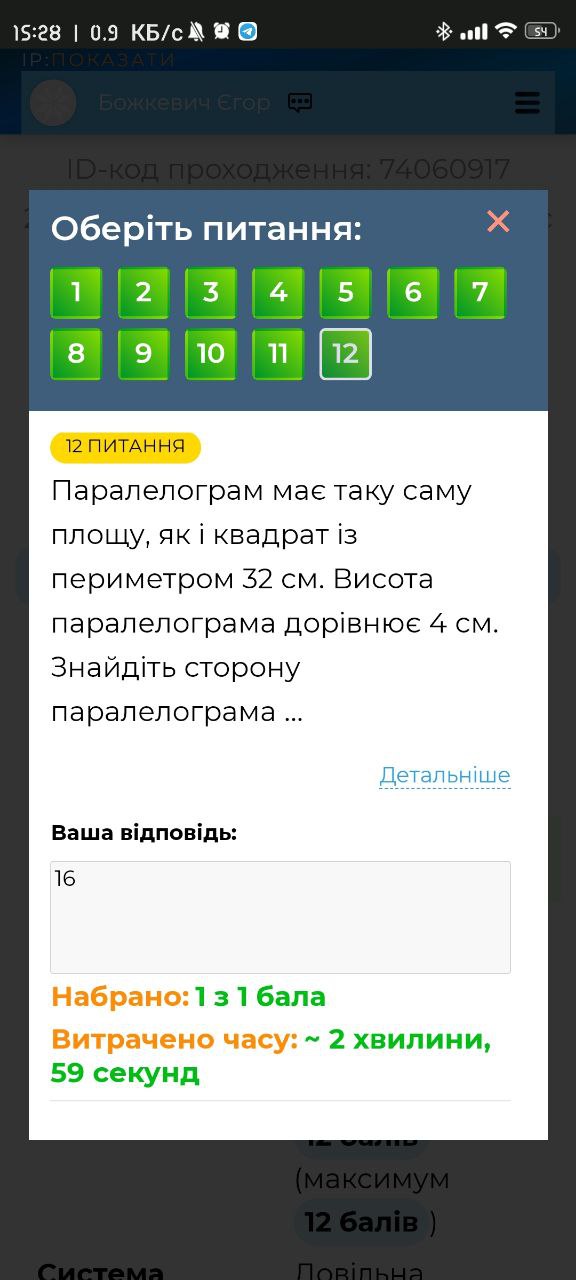 15:28 | 0.9 КБ/с
54
IP:ПОКАЗАТИ
Божкевич Єгор
ID-код проходження: 74060917
Оберіть питання:
1 2 3 4 5 6 7
8 9 10 11 12
12 ПИТАННЯ
Паралелограм має таку саму
площу, як і квадрат із
периметром 32 см. Висота
паралелограма дорівнює 4 см.
Знайдіть сторону
паралелограма ...
Детальніше
Ваша відповідь:
16
Набрано: 1 з 1 бала
Витрачено часу: ~ 2 хвилини,
59 секунд
12 балів
(максимум
12 балів )
Система Довільна